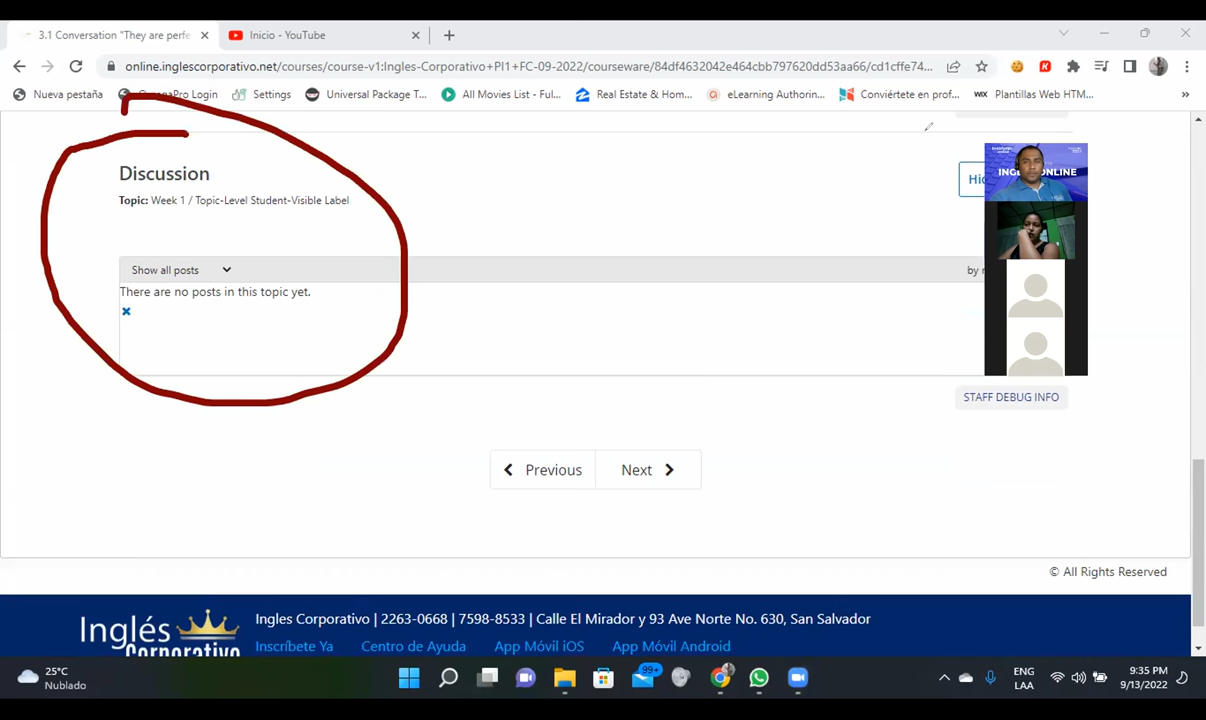 3.1 Conversation "They are perfe
Inicio - YouTube
online.inglescorporativo.net/courses/course-v1:Ingles-Corporativo+PI1+FC-09-2022/courseware/84df4632042e464cbb797620dd53aa66/cd1cffe74...
Nueva pestaña
Pro Login
Settings
Universal Package T...
All Movies List - Ful...
Real Estate & Hom...
eLearning Authorin...
Conviértete en prof...
WIX Plantillas Web HTM...
»
Discussion
Topic: Week 1 / Topic-Level Student-Visible Label
Show all posts
There are no posts in this topic yet.
STAFF DEBUG INFO
Previous
Next
© All Rights Reserved
Inglés
Corporativo
Ingles Corporativo | 2263-0668 | 7598-8533 | Calle El Mirador y 93 Ave Norte No. 630, San Salvador
Inscríbete Ya
Centro de Ayuda
App Móvil iOS
App Móvil Android
25°C
Nublado
99+
ENG
LAA
9:35 PM
9/13/2022